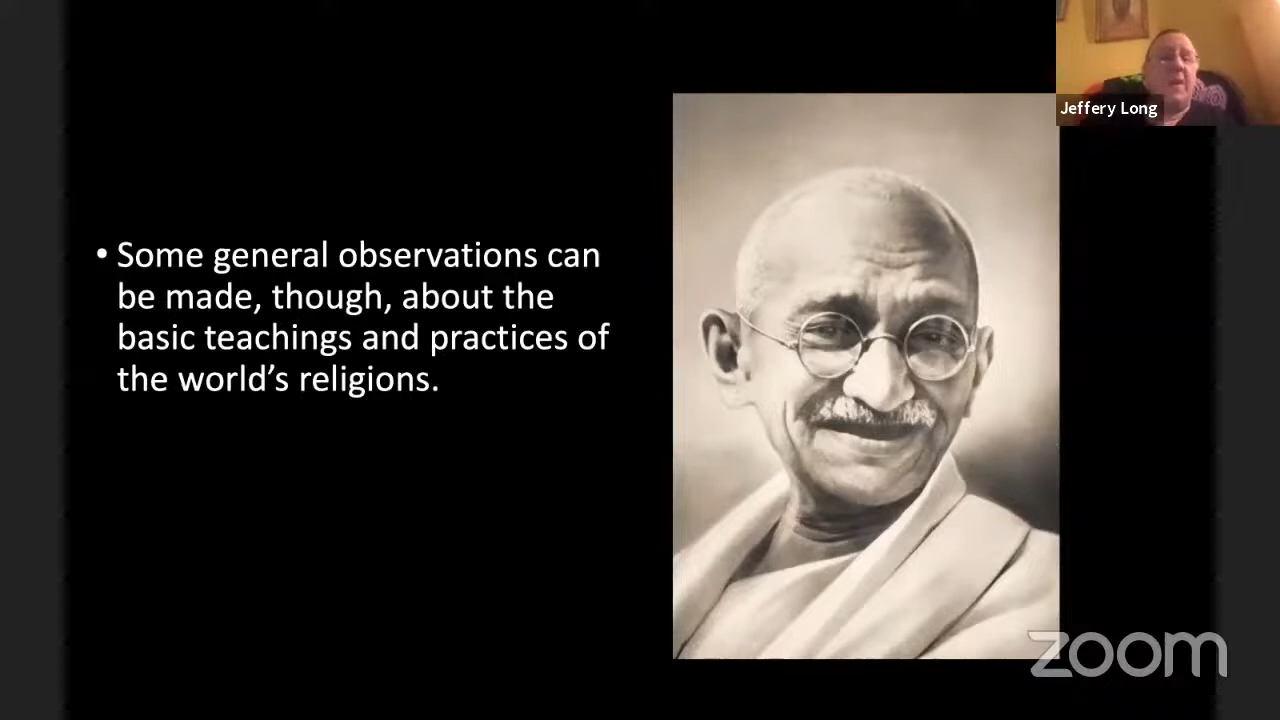 Jeffery Long
• Some general observations can
be made, though, about the
basic teachings and practices of
the world’s religions.
zoom